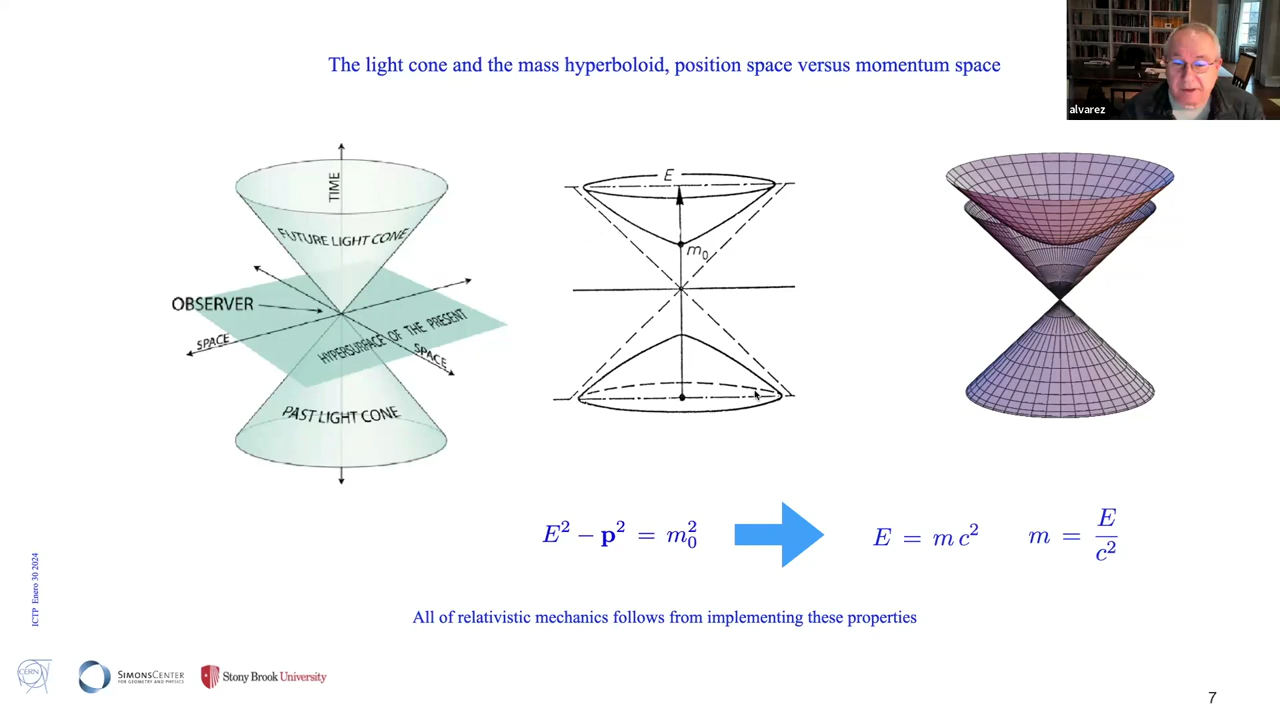 The light cone and the mass hyperboloid, position space versus momentum space
alvarez
TIME
FUTURE LIGHT CONE
OBSERVER
SPACE
HYPERSURFACE OF THE PRESENT
SPACE
PAST LIGHT CONE
E
m₀
E² − p² = m₀²
E = m c²
m = E/c²
All of relativistic mechanics follows from implementing these properties
ICTP Enero 30 2024
CERN
SIMONS CENTER
FOR GEOMETRY AND PHYSICS
Stony Brook University
7